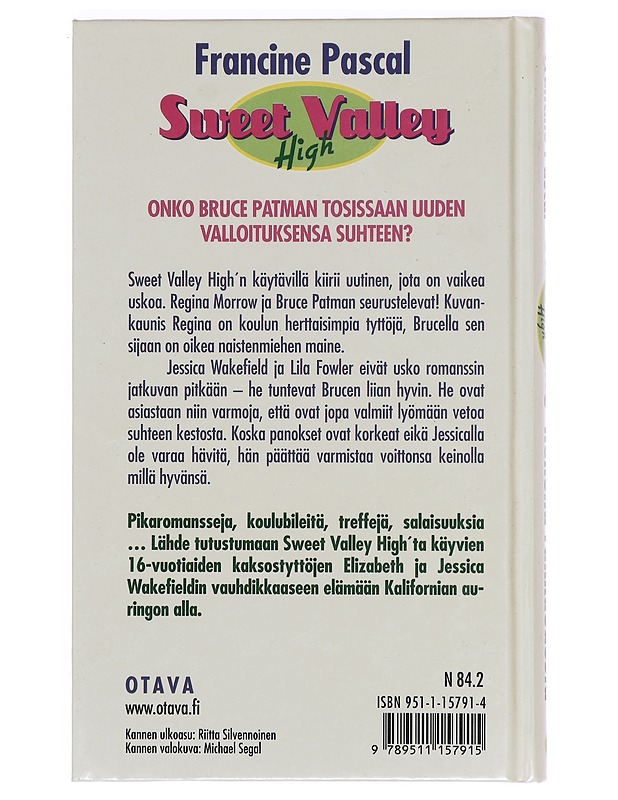 Francine Pascal
Sweet Valley
High
ONKO BRUCE PATMAN TOSISSAAN UUDEN
VALLOITUKSENSA SUHTEEN?
Sweet Valley High´n käytävillä kiirii uutinen, jota on vaikea
uskoa. Regina Morrow ja Bruce Patman seurustelevat! Kuvan-
kaunis Regina on koulun herttaisimpia tyttöjä, Brucella sen
sijaan on oikea naistenmiehen maine.
Jessica Wakefield ja Lila Fowler eivät usko romanssin
jatkuvan pitkään – he tuntevat Brucen liian hyvin. He ovat
asiastaan niin varmoja, että ovat jopa valmiit lyömään vetoa
suhteen kestosta. Koska panokset ovat korkeat eikä Jessicalla
ole varaa hävitä, hän päättää varmistaa voittonsa keinolla
millä hyvänsä.
Pikaromansseja, koulubileitä, treffejä, salaisuuksia
... Lähde tutustumaan Sweet Valley High´ta käyvien
16-vuotiaiden kaksostyttöjen Elizabeth ja Jessica
Wakefieldin vauhdikkaaseen elämään Kalifornian au-
ringon alla.
OTAVA
www.otava.fi
Kannen ulkoasu: Riitta Silvennoinen
Kannen valokuva: Michael Segal
N 84.2
ISBN 951-1-15791-4
9 789511 157915